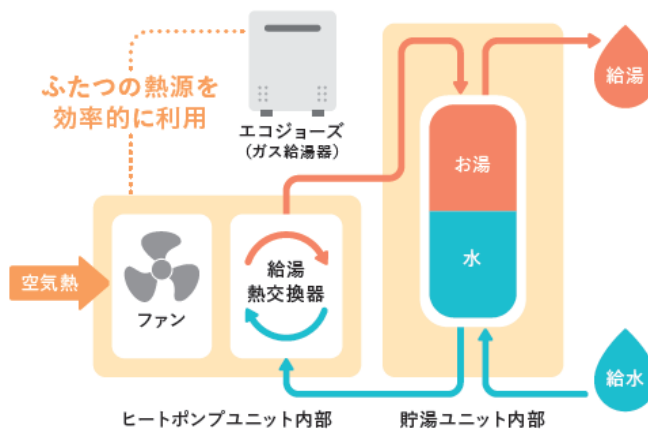 ふたつの熱源を
効率的に利用
エコジョーズ
(ガス給湯器)
給湯
お湯
水
空気熱
ファン
給湯
熱交換器
給水
ヒートポンプユニット内部
貯湯ユニット内部